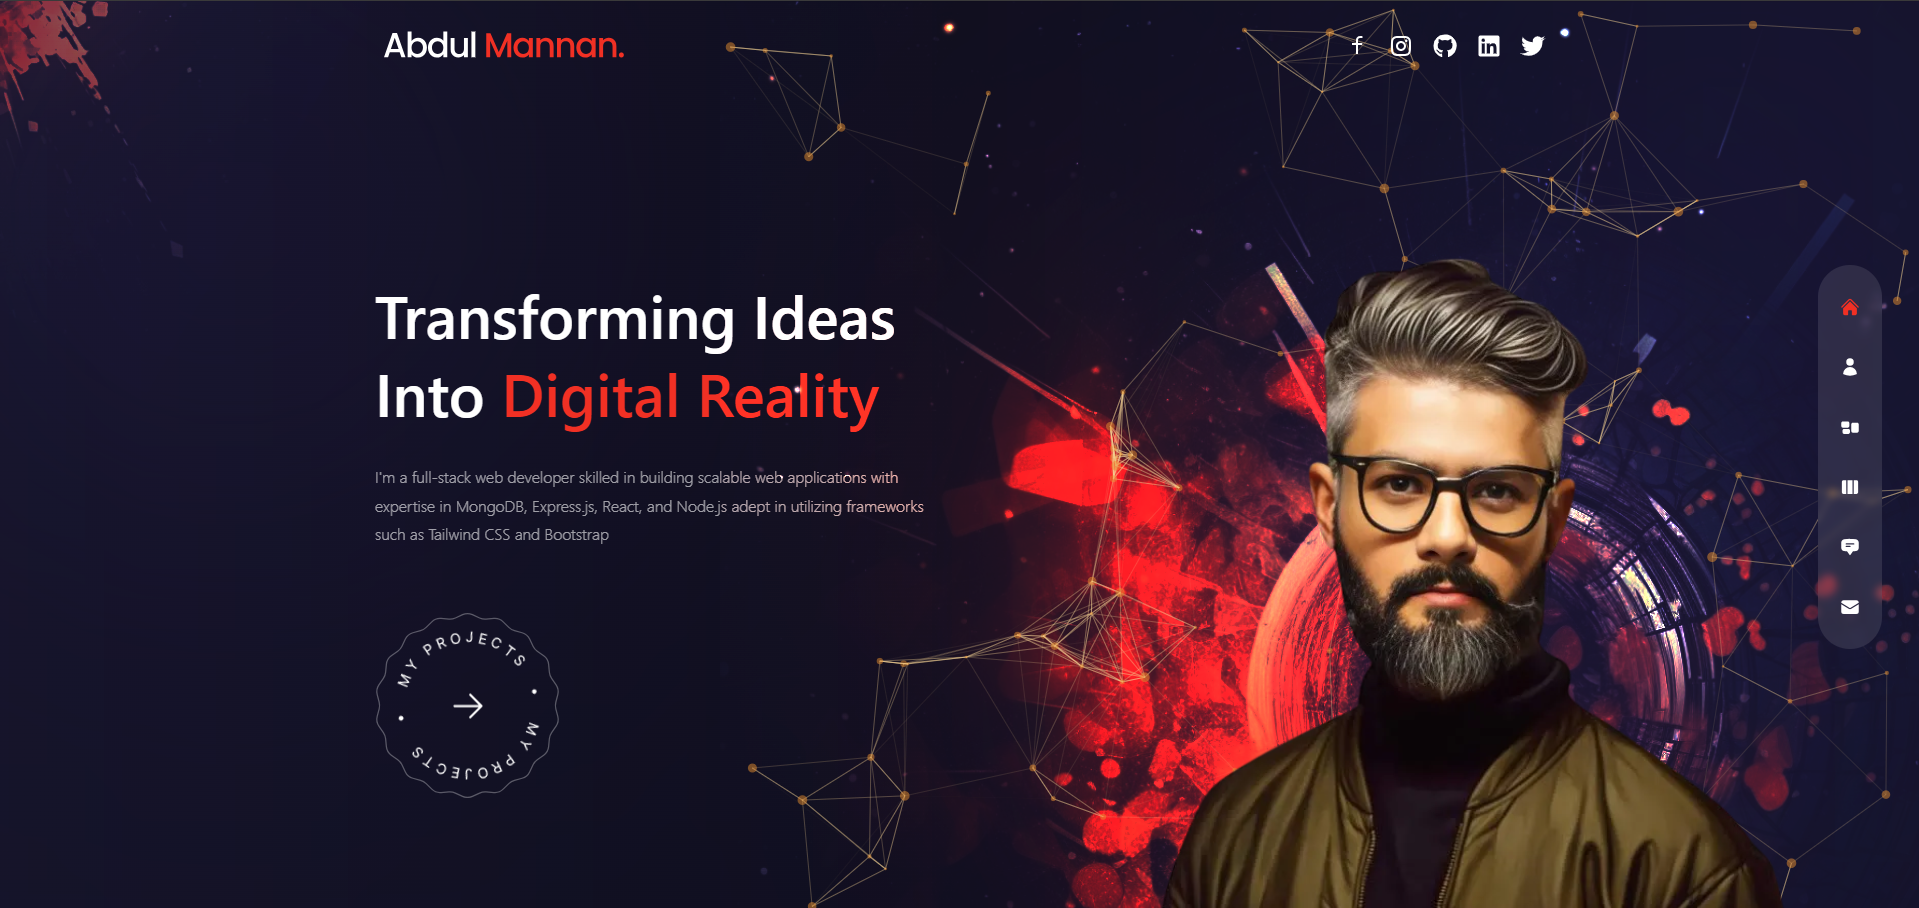 Abdul Mannan.
Transforming Ideas
Into Digital Reality
I'm a full-stack web developer skilled in building scalable web applications with
expertise in MongoDB, Express.js, React, and Node.js adept in utilizing frameworks
such as Tailwind CSS and Bootstrap
MY PROJECTS • MY PROJECTS •